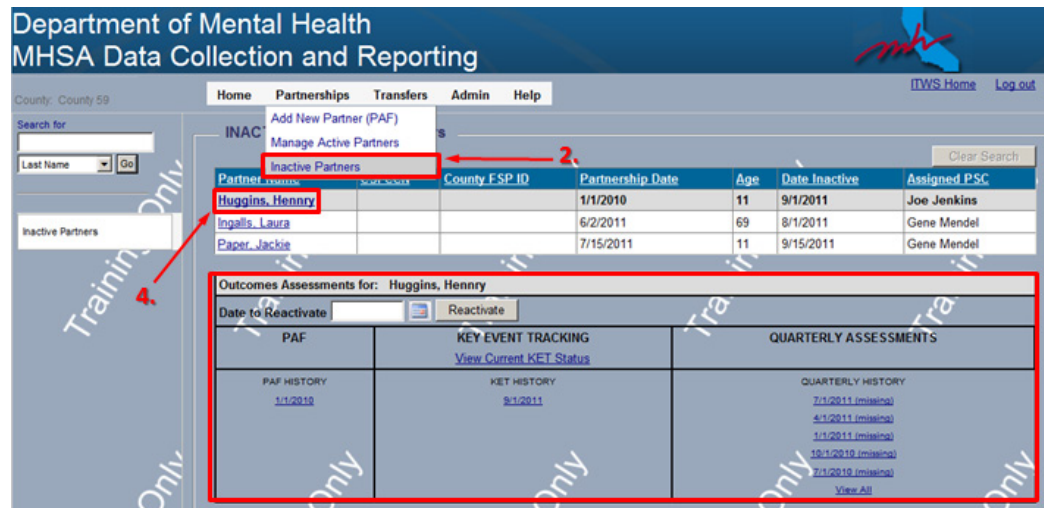 Department of Mental Health
MHSA Data Collection and Reporting
mh
ITWS Home Log out
County: County 59
Home Partnerships Transfers Admin Help
Search for
Last Name Go
Add New Partner (PAF)
Manage Active Partners
Inactive Partners
INAC s
2.
Clear Search
Partner Name County FSP ID Partnership Date Age Date Inactive Assigned PSC
Huggins, Hennry 1/1/2010 11 9/1/2011 Joe Jenkins
Ingalls, Laura 6/2/2011 69 8/1/2011 Gene Mendel
Paper, Jackie 7/15/2011 11 9/15/2011 Gene Mendel
Inactive Partners
4.
Outcomes Assessments for: Huggins, Hennry
Date to Reactivate Reactivate
PAF KEY EVENT TRACKING QUARTERLY ASSESSMENTS
View Current KET Status
PAF HISTORY KET HISTORY QUARTERLY HISTORY
1/1/2010 9/1/2011 7/1/2011 (missing)
4/1/2011 (missing)
1/1/2011 (missing)
10/1/2010 (missing)
7/1/2010 (missing)
View All
Training Only